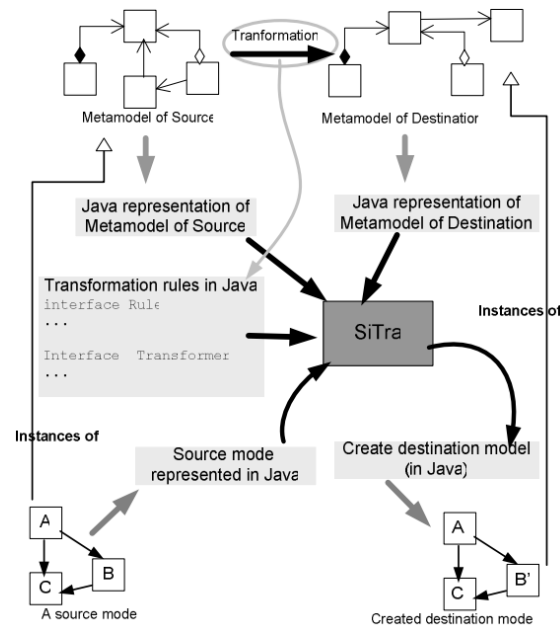 Tranformation
Metamodel of Source
Metamodel of Destination
Java representation of
Metamodel of Source
Java representation of
Metamodel of Destination
Transformation rules in Java
interface Rule
...
Interface Transformer
...
SiTra
Instances of
Instances of
Source mode
represented in Java
Create destination model
(in Java)
A
B
C
A source mode
A
B'
C
Created destination mode